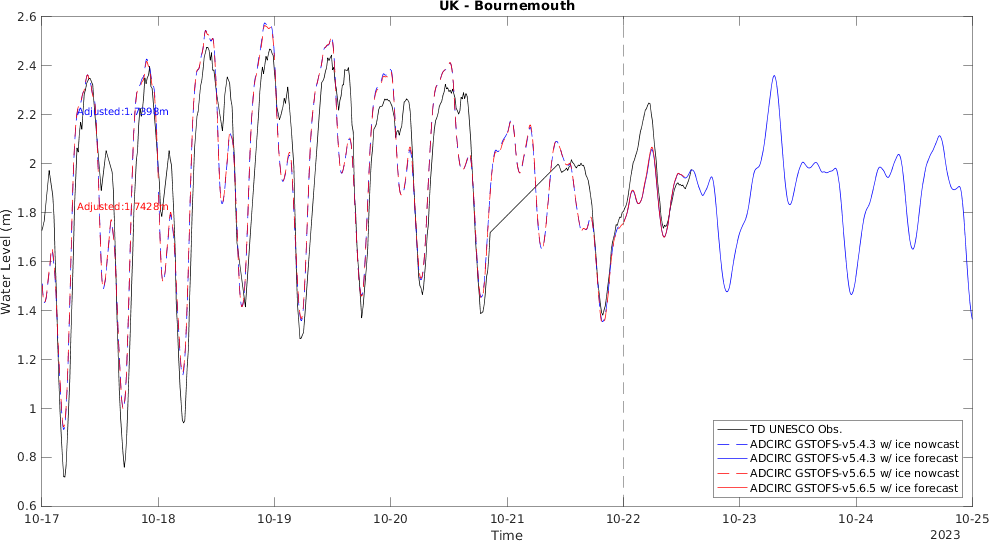 UK - Bournemouth
Water Level (m)
2.6
2.4
2.2
2
1.8
1.6
1.4
1.2
1
0.8
0.6
Adjusted:1.7898m
Adjusted:1.7428m
TD UNESCO Obs.
ADCIRC GSTOFS-v5.4.3 w/ ice nowcast
ADCIRC GSTOFS-v5.4.3 w/ ice forecast
ADCIRC GSTOFS-v5.6.5 w/ ice nowcast
ADCIRC GSTOFS-v5.6.5 w/ ice forecast
10-17 10-18 10-19 10-20 10-21 10-22 10-23 10-24 10-25
Time
2023